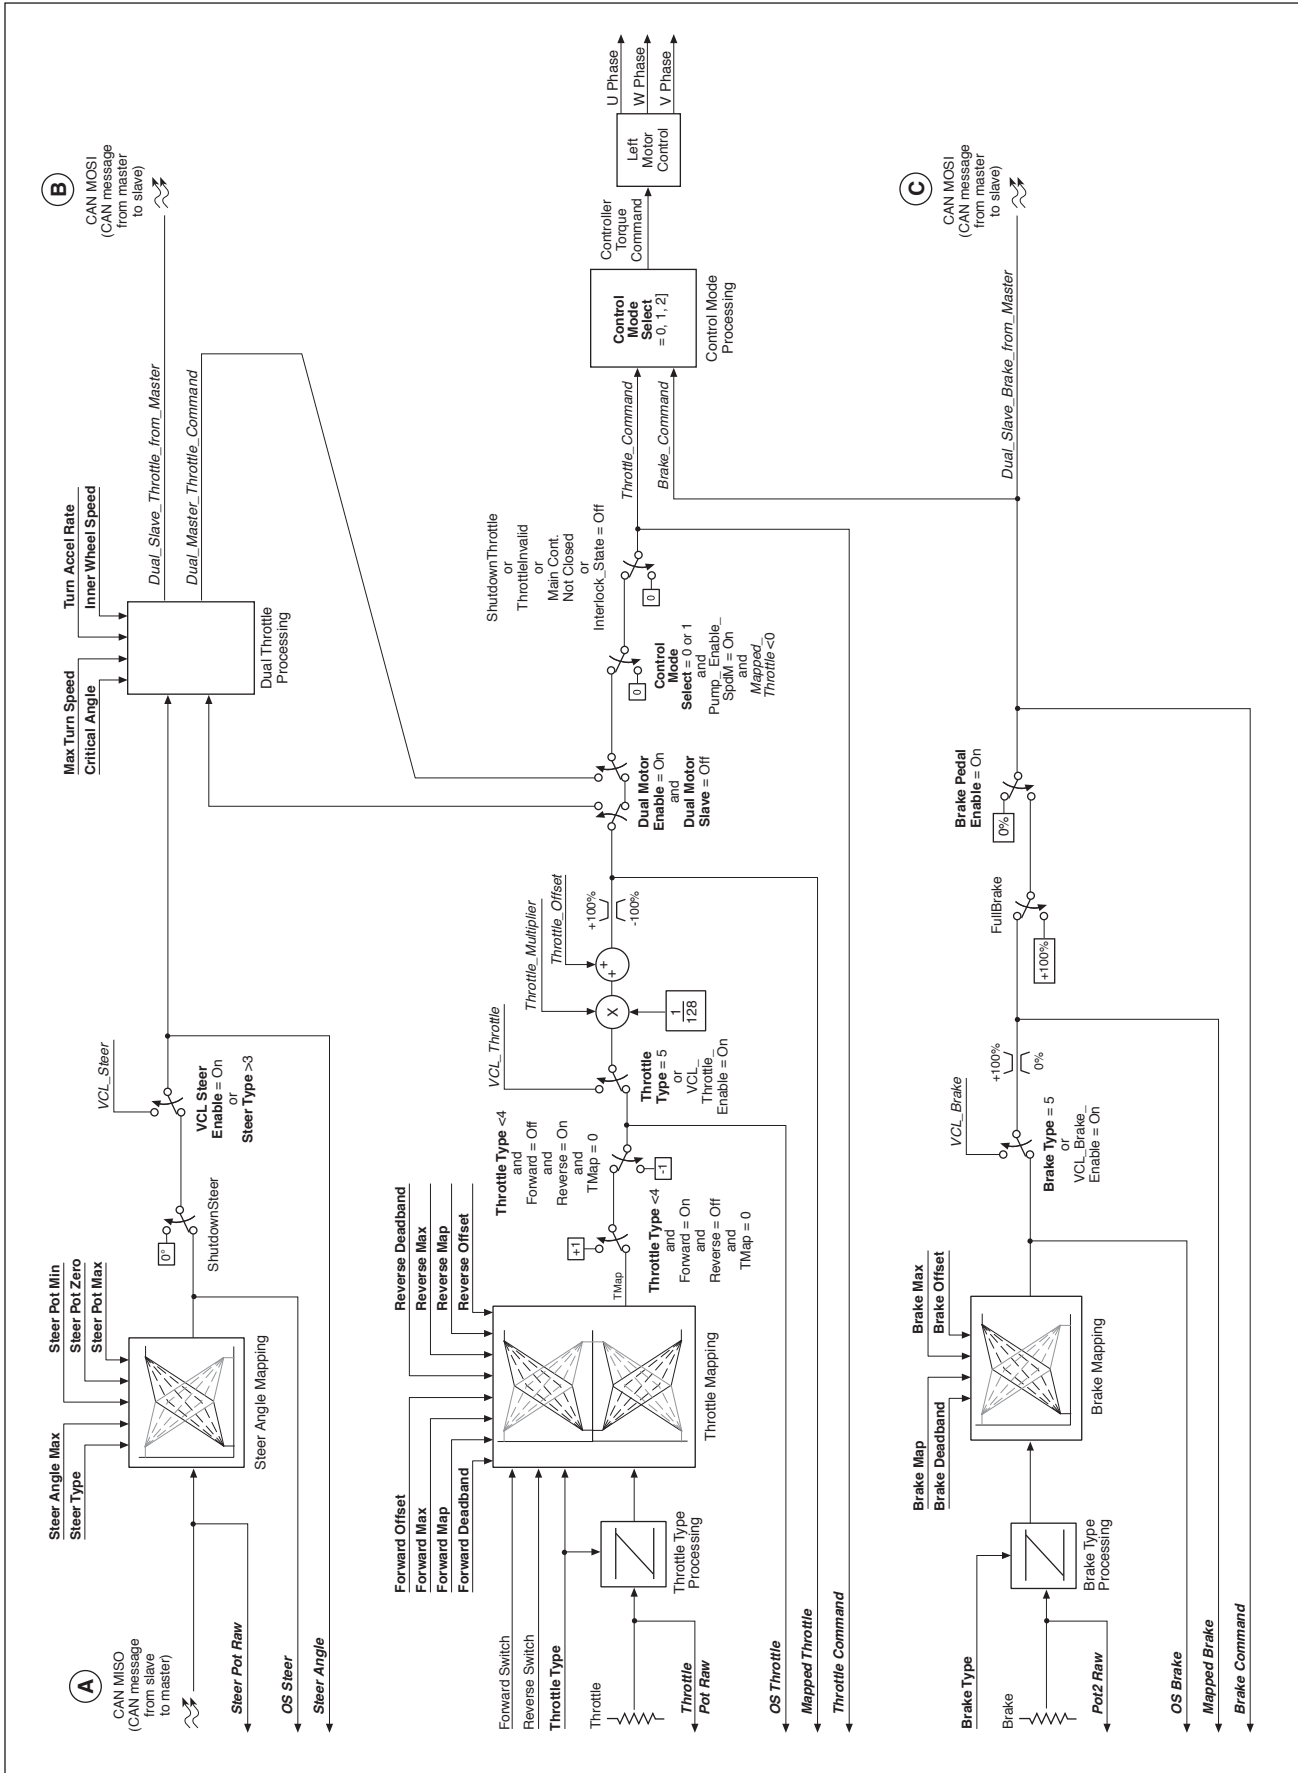 A
CAN MISO
(CAN message
from slave
to master)
Steer Pot Raw
OS Steer
Steer Angle
Steer Angle Max
Steer Type
Steer Pot Min
Steer Pot Zero
Steer Pot Max
Steer Angle Mapping
0°
ShutdownSteer
VCL_Steer
VCL Steer
Enable = On
or
Steer Type >3
Max Turn Speed
Critical Angle
Turn Accel Rate
Inner Wheel Speed
Dual Throttle
Processing
Dual_Slave_Throttle_from_Master
Dual_Master_Throttle_Command
B
CAN MOSI
(CAN message
from master
to slave)
Forward Switch
Reverse Switch
Throttle Type
Throttle
Throttle
Pot Raw
OS Throttle
Mapped Throttle
Throttle Command
Throttle Type
Processing
Forward Offset
Forward Max
Forward Map
Forward Deadband
Reverse Deadband
Reverse Max
Reverse Map
Reverse Offset
Throttle Mapping
TMap
+1
Throttle Type <4
and
Forward = On
and
Reverse = Off
and
TMap = 0
Throttle Type <4
and
Forward = Off
and
Reverse = On
and
TMap = 0
-1
VCL_Throttle
Throttle
Type = 5
or
VCL_
Throttle_
Enable = On
Throttle_Multiplier
X
1
128
Throttle_Offset
+
+
+100%
-100%
Dual Motor
Enable = On
and
Dual Motor
Slave = Off
0
Control
Mode
Select = 0 or 1
and
Pump_Enable_
SpdM = On
and
Mapped_
Throttle <0
ShutdownThrottle
or
ThrottleInvalid
or
Main Cont.
Not Closed
or
Interlock_State = Off
0
Throttle_Command
Brake_Command
Control
Mode
Select
= 0, 1, 2]
Control Mode
Processing
Controller
Torque
Command
Left
Motor
Control
U Phase
W Phase
V Phase
Brake Type
Brake
Pot2 Raw
OS Brake
Mapped Brake
Brake Command
Brake Type
Processing
Brake Map
Brake Deadband
Brake Max
Brake Offset
Brake Mapping
VCL_Brake
Brake Type = 5
or
VCL_Brake_
Enable = On
+100%
0%
FullBrake
+100%
Brake Pedal
Enable = On
0%
Dual_Slave_Brake_from_Master
C
CAN MOSI
(CAN message
from master
to slave)